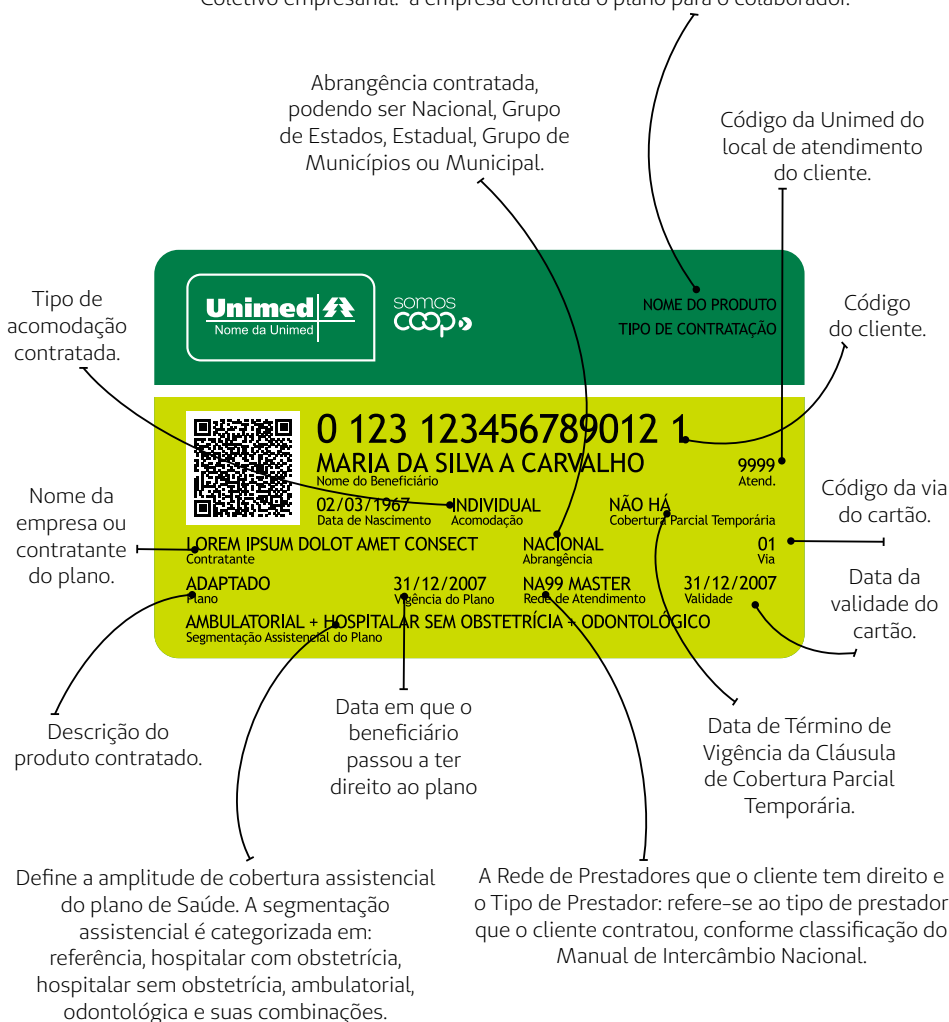 Coletivo empresarial: a empresa contrata o plano para o colaborador.
Abrangência contratada,
podendo ser Nacional, Grupo
de Estados, Estadual, Grupo de
Municípios ou Municipal.
Código da Unimed do
local de atendimento
do cliente.
Tipo de
acomodação
contratada.
Unimed
Nome da Unimed
somos
coop
NOME DO PRODUTO
TIPO DE CONTRATAÇÃO
Código
do cliente.
0 123 123456789012 1
MARIA DA SILVA A CARVALHO
Nome do Beneficiário
9999
Atend.
02/03/1967
Data de Nascimento
INDIVIDUAL
Acomodação
NÃO HÁ
Cobertura Parcial Temporária
Nome da
empresa ou
contratante
do plano.
Código da via
do cartão.
LOREM IPSUM DOLOT AMET CONSECT
Contratante
NACIONAL
Abrangência
01
Via
ADAPTADO
Plano
31/12/2007
Vigência do Plano
NA99 MASTER
Rede de Atendimento
31/12/2007
Validade
Data da
validade do
cartão.
AMBULATORIAL + HOSPITALAR SEM OBSTETRÍCIA + ODONTOLÓGICO
Segmentação Assistencial do Plano
Descrição do
produto contratado.
Data em que o
beneficiário
passou a ter
direito ao plano
Data de Término de
Vigência da Cláusula
de Cobertura Parcial
Temporária.
Define a amplitude de cobertura assistencial
do plano de Saúde. A segmentação
assistencial é categorizada em:
referência, hospitalar com obstetrícia,
hospitalar sem obstetrícia, ambulatorial,
odontológica e suas combinações.
A Rede de Prestadores que o cliente tem direito e
o Tipo de Prestador: refere-se ao tipo de prestador
que o cliente contratou, conforme classificação do
Manual de Intercâmbio Nacional.